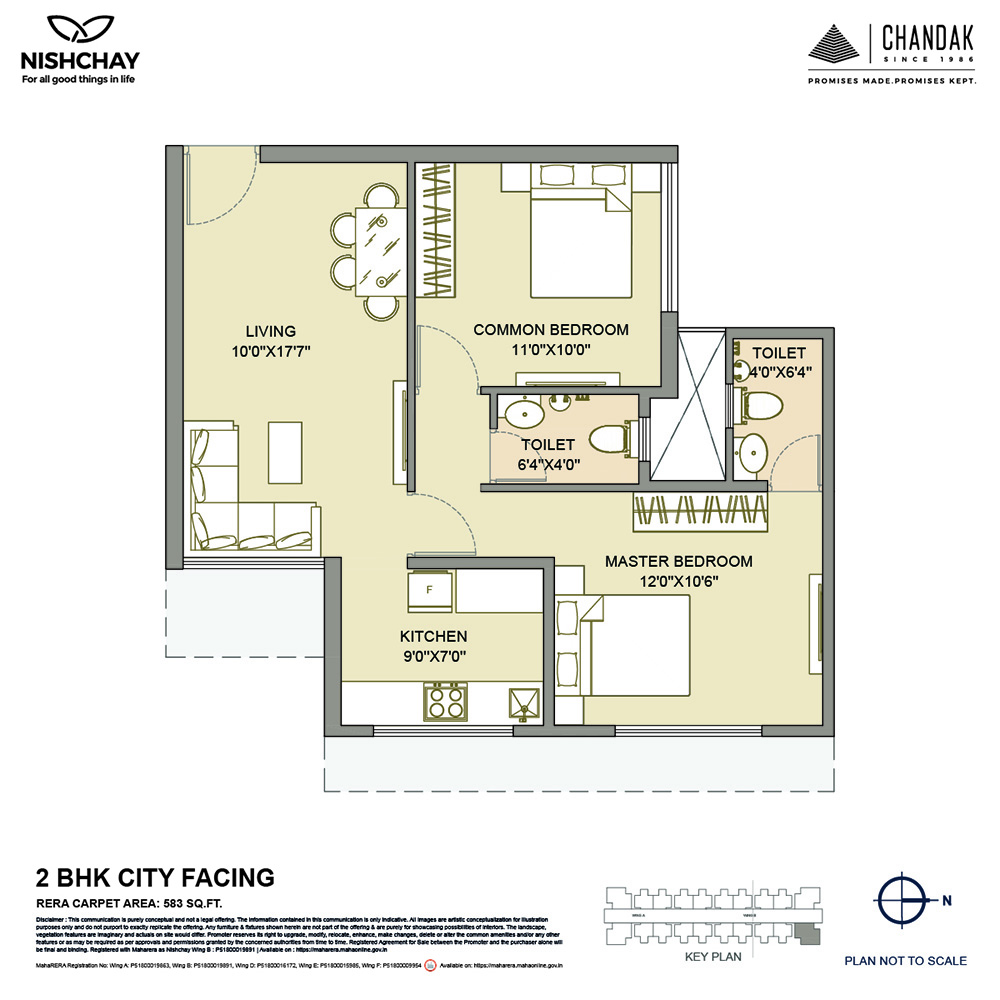 NISHCHAY
For all good things in life
CHANDAK
SINCE 1986
PROMISES MADE.PROMISES KEPT.
LIVING
10'0"X17'7"
COMMON BEDROOM
11'0"X10'0"
TOILET
4'0"X6'4"
TOILET
6'4"X4'0"
MASTER BEDROOM
12'0"X10'6"
F
KITCHEN
9'0"X7'0"
2 BHK CITY FACING
RERA CARPET AREA: 583 SQ.FT.
Disclaimer : This communication is purely conceptual and not a legal offering. The information contained in this communication is only indicative. All images are artistic conceptualization for illustration
purposes only and do not purport to exactly replicate the offering. Any furniture & fixtures shown herein are not part of the offering & are purely for showcasing possibilities of interiors. The landscape,
vegetation features are imaginary and actuals on site would differ. Promoter reserves its right to upgrade, modify, relocate, enhance, make changes, delete or alter the common amenities and/or any other
features or as may be required as per approvals and permissions granted by the concerned authorities from time to time. Registered Agreement for Sale between the Promoter and the purchaser alone will
be final and binding. Registered with Maharera as Nishchay Wing B : P51800019891 | Available on : https://maharera.mahaonline.gov.in
MahaRERA Registration No: Wing A: P51800019863, Wing B: P51800019891, Wing D: P51800016172, Wing E: P51800015985, Wing F: P51800009954 Available on: https://maharera.mahaonline.gov.in
WING-A
WING-B
KEY PLAN
N
PLAN NOT TO SCALE